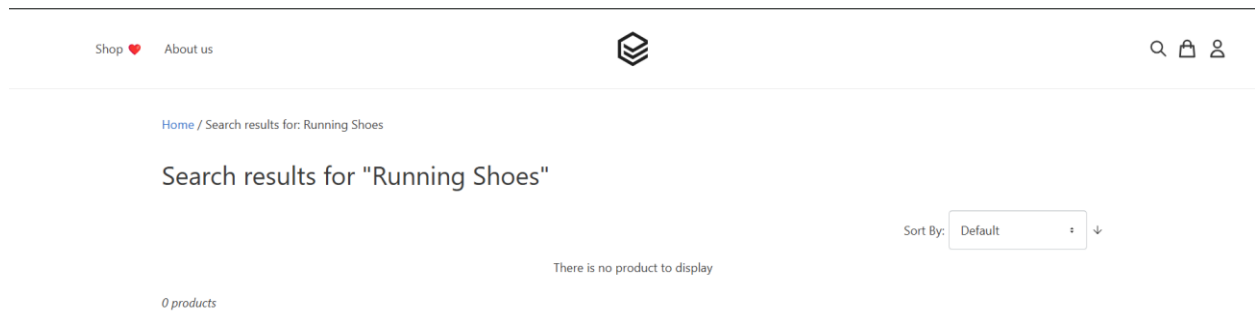 Shop ❤️ About us
Home / Search results for: Running Shoes
Search results for "Running Shoes"
Sort By: Default
There is no product to display
0 products